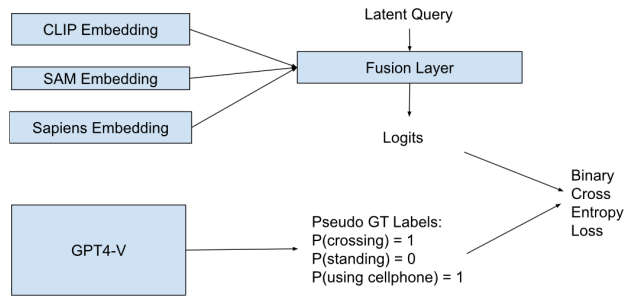 CLIP Embedding
SAM Embedding
Sapiens Embedding
Latent Query
Fusion Layer
Logits
GPT4-V
Pseudo GT Labels:
P(crossing) = 1
P(standing) = 0
P(using cellphone) = 1
Binary
Cross
Entropy
Loss